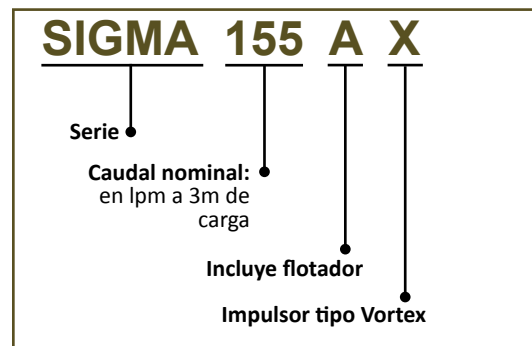 SIGMA 155 A X
Serie
Caudal nominal:
en lpm a 3m de
carga
Incluye flotador
Impulsor tipo Vortex